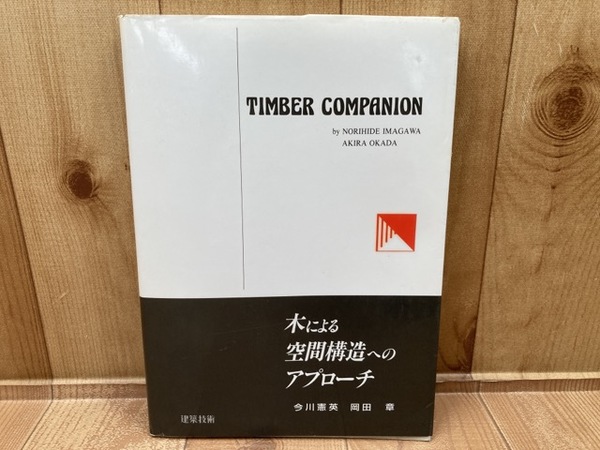 TIMBER COMPANION
by NORIHIDE IMAGAWA
AKIRA OKADA
木による
空間構造への
アプローチ
今川憲英 岡田 章
建築技術